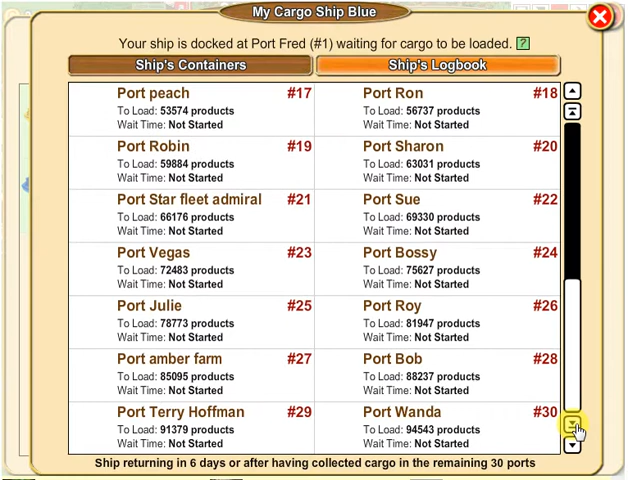 My Cargo Ship Blue
Your ship is docked at Port Fred (#1) waiting for cargo to be loaded. ?
Ship's Containers
Ship's Logbook
Port peach #17
To Load: 53574 products
Wait Time: Not Started
Port Ron #18
To Load: 56737 products
Wait Time: Not Started
Port Robin #19
To Load: 59884 products
Wait Time: Not Started
Port Sharon #20
To Load: 63031 products
Wait Time: Not Started
Port Star fleet admiral #21
To Load: 66176 products
Wait Time: Not Started
Port Sue #22
To Load: 69330 products
Wait Time: Not Started
Port Vegas #23
To Load: 72483 products
Wait Time: Not Started
Port Bossy #24
To Load: 75627 products
Wait Time: Not Started
Port Julie #25
To Load: 78773 products
Wait Time: Not Started
Port Roy #26
To Load: 81947 products
Wait Time: Not Started
Port amber farm #27
To Load: 85095 products
Wait Time: Not Started
Port Bob #28
To Load: 88237 products
Wait Time: Not Started
Port Terry Hoffman #29
To Load: 91379 products
Wait Time: Not Started
Port Wanda #30
To Load: 94543 products
Wait Time: Not Started
Ship returning in 6 days or after having collected cargo in the remaining 30 ports